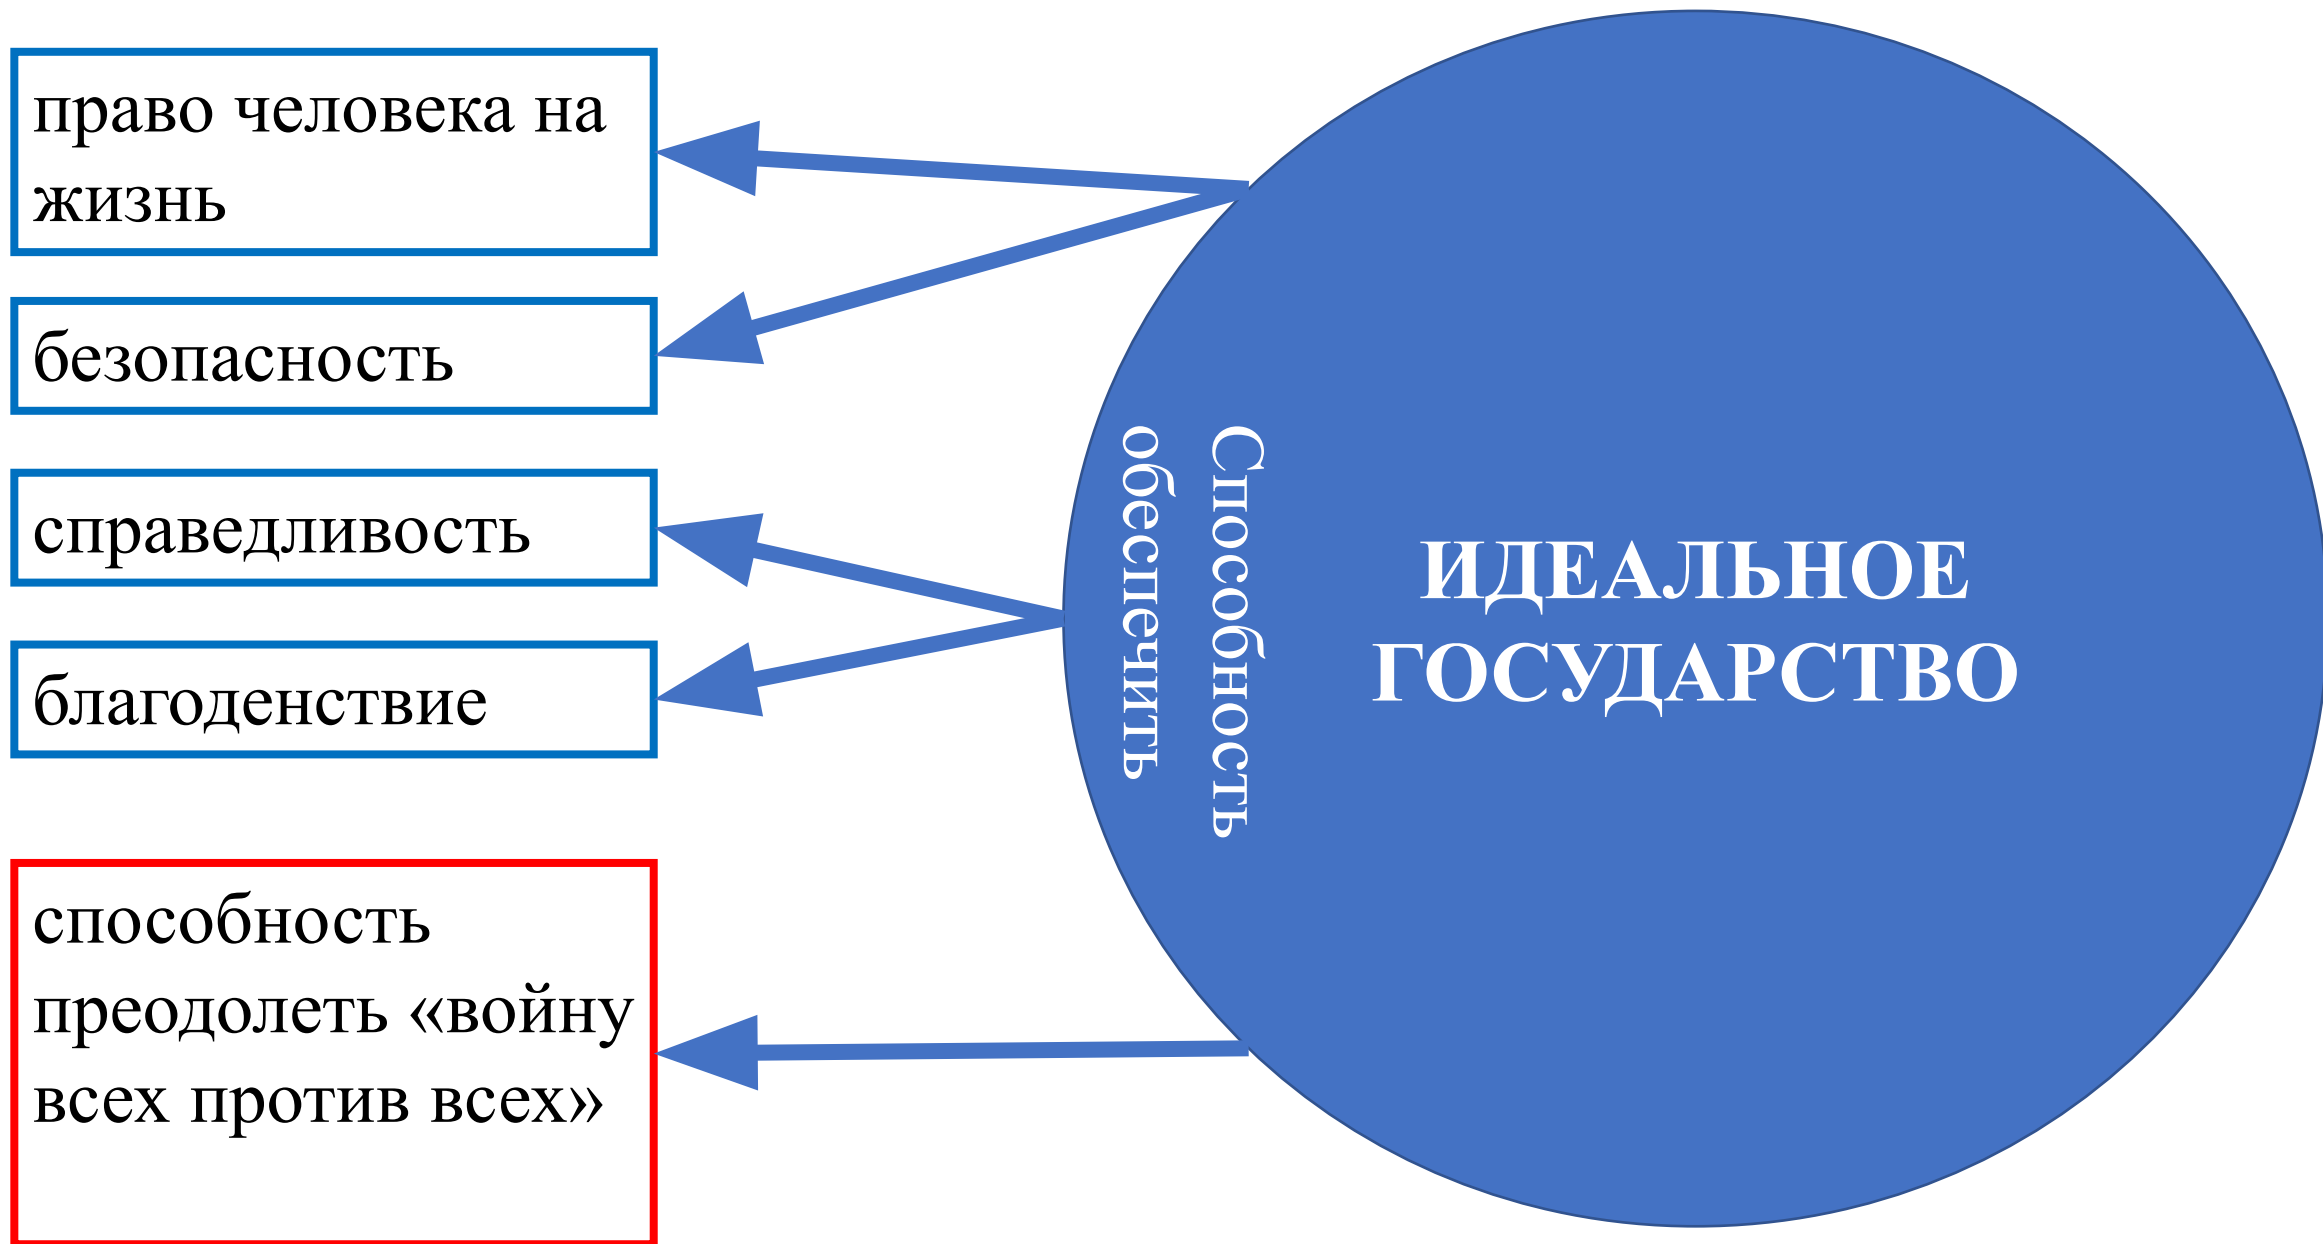 право человека на
жизнь
безопасность
справедливость
благоденствие
способность
преодолеть «войну
всех против всех»
Способность
обеспечить
ИДЕАЛЬНОЕ
ГОСУДАРСТВО